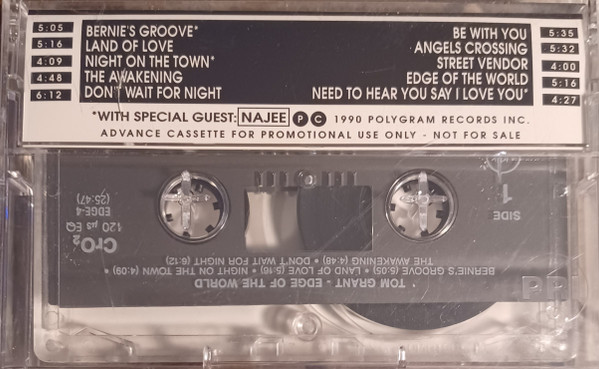 5:05 BERNIE'S GROOVE*
5:16 LAND OF LOVE
4:09 NIGHT ON THE TOWN*
4:48 THE AWAKENING
6:12 DON'T WAIT FOR NIGHT
BE WITH YOU 5:35
ANGELS CROSSING 5:32
STREET VENDOR 4:00
EDGE OF THE WORLD 5:16
NEED TO HEAR YOU SAY I LOVE YOU* 4:27
*WITH SPECIAL GUEST: NAJEE Ⓟ Ⓒ 1990 POLYGRAM RECORDS INC.
ADVANCE CASSETTE FOR PROMOTIONAL USE ONLY - NOT FOR SALE
TOM GRANT - EDGE OF THE WORLD
BERNIE'S GROOVE (5:05) • LAND OF LOVE (5:16) • NIGHT ON THE TOWN (4:09)
THE AWAKENING (4:48) • DON'T WAIT FOR NIGHT (6:12)
SIDE
1
CrO2
120 µs EQ
EDGE-4
(25:47)